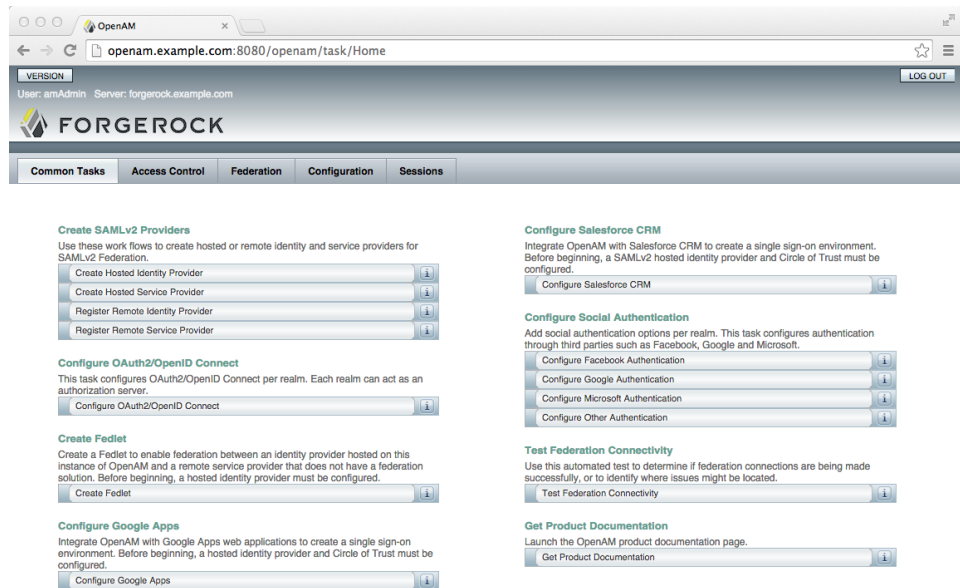 OpenAM
openam.example.com:8080/openam/task/Home
VERSION
LOG OUT
User: amAdmin Server: forgerock.example.com
FORGEROCK
Common Tasks
Access Control
Federation
Configuration
Sessions
Create SAMLv2 Providers
Use these work flows to create hosted or remote identity and service providers for
SAMLv2 Federation.
Create Hosted Identity Provider
Create Hosted Service Provider
Register Remote Identity Provider
Register Remote Service Provider
Configure OAuth2/OpenID Connect
This task configures OAuth2/OpenID Connect per realm. Each realm can act as an
authorization server.
Configure OAuth2/OpenID Connect
Create Fedlet
Create a Fedlet to enable federation between an identity provider hosted on this
instance of OpenAM and a remote service provider that does not have a federation
solution. Before beginning, a hosted identity provider must be configured.
Create Fedlet
Configure Google Apps
Integrate OpenAM with Google Apps web applications to create a single sign-on
environment. Before beginning, a hosted identity provider and Circle of Trust must be
configured.
Configure Google Apps
Configure Salesforce CRM
Integrate OpenAM with Salesforce CRM to create a single sign-on environment.
Before beginning, a SAMLv2 hosted identity provider and Circle of Trust must be
configured.
Configure Salesforce CRM
Configure Social Authentication
Add social authentication options per realm. This task configures authentication
through third parties such as Facebook, Google and Microsoft.
Configure Facebook Authentication
Configure Google Authentication
Configure Microsoft Authentication
Configure Other Authentication
Test Federation Connectivity
Use this automated test to determine if federation connections are being made
successfully, or to identify where issues might be located.
Test Federation Connectivity
Get Product Documentation
Launch the OpenAM product documentation page.
Get Product Documentation